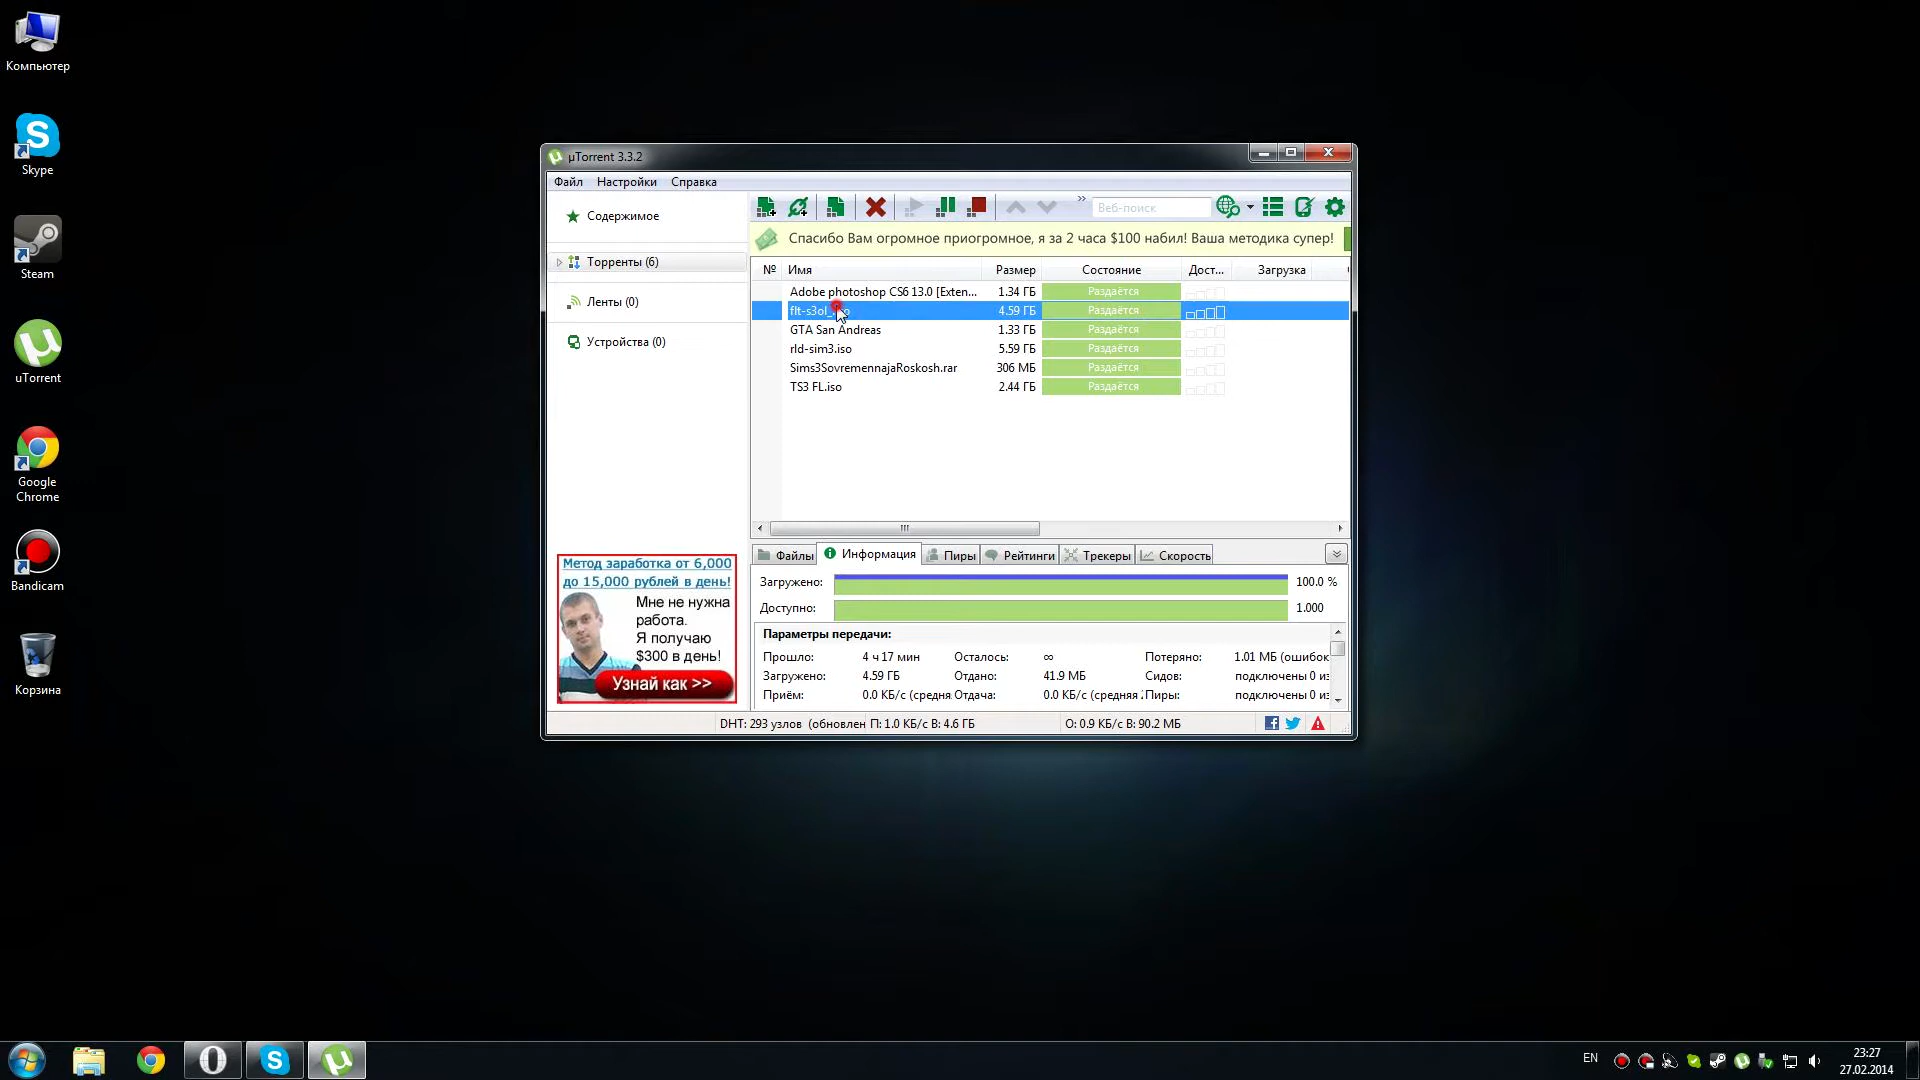 Компьютер
Skype
Steam
uTorrent
Google
Chrome
Bandicam
Корзина
µTorrent 3.3.2
Файл Настройки Справка
Содержимое
Торренты (6)
Ленты (0)
Устройства (0)
Веб-поиск
Спасибо Вам огромное приогромное, я за 2 часа $100 набил! Ваша методика супер!
№ Имя Размер Состояние Дост... Загрузка
Adobe photoshop CS6 13.0 [Exten... 1.34 ГБ Раздаётся
4.59 ГБ Раздаётся
GTA San Andreas 1.33 ГБ Раздаётся
rld-sim3.iso 5.59 ГБ Раздаётся
Sims3SovremennajaRoskosh.rar 306 МБ Раздаётся
TS3 FL.iso 2.44 ГБ Раздаётся
Метод заработка от 6,000
до 15,000 рублей в день!
Мне не нужна
работа.
Я получаю
$300 в день!
Узнай как >>
Файлы Информация Пиры Рейтинги Трекеры Скорость
Загружено: 100.0 %
Доступно: 1.000
Параметры передачи:
Прошло: 4 ч 17 мин Осталось: ∞ Потеряно: 1.01 МБ (ошибок
Загружено: 4.59 ГБ Отдано: 41.9 МБ Сидов: подключены 0 из
Приём: 0.0 КБ/с (средня Отдача: 0.0 КБ/с (средняя Пиры: подключены 0 из
DHT: 293 узлов (обновлен П: 1.0 КБ/с В: 4.6 ГБ О: 0.9 КБ/с В: 90.2 МБ
EN
23:27
27.02.2014